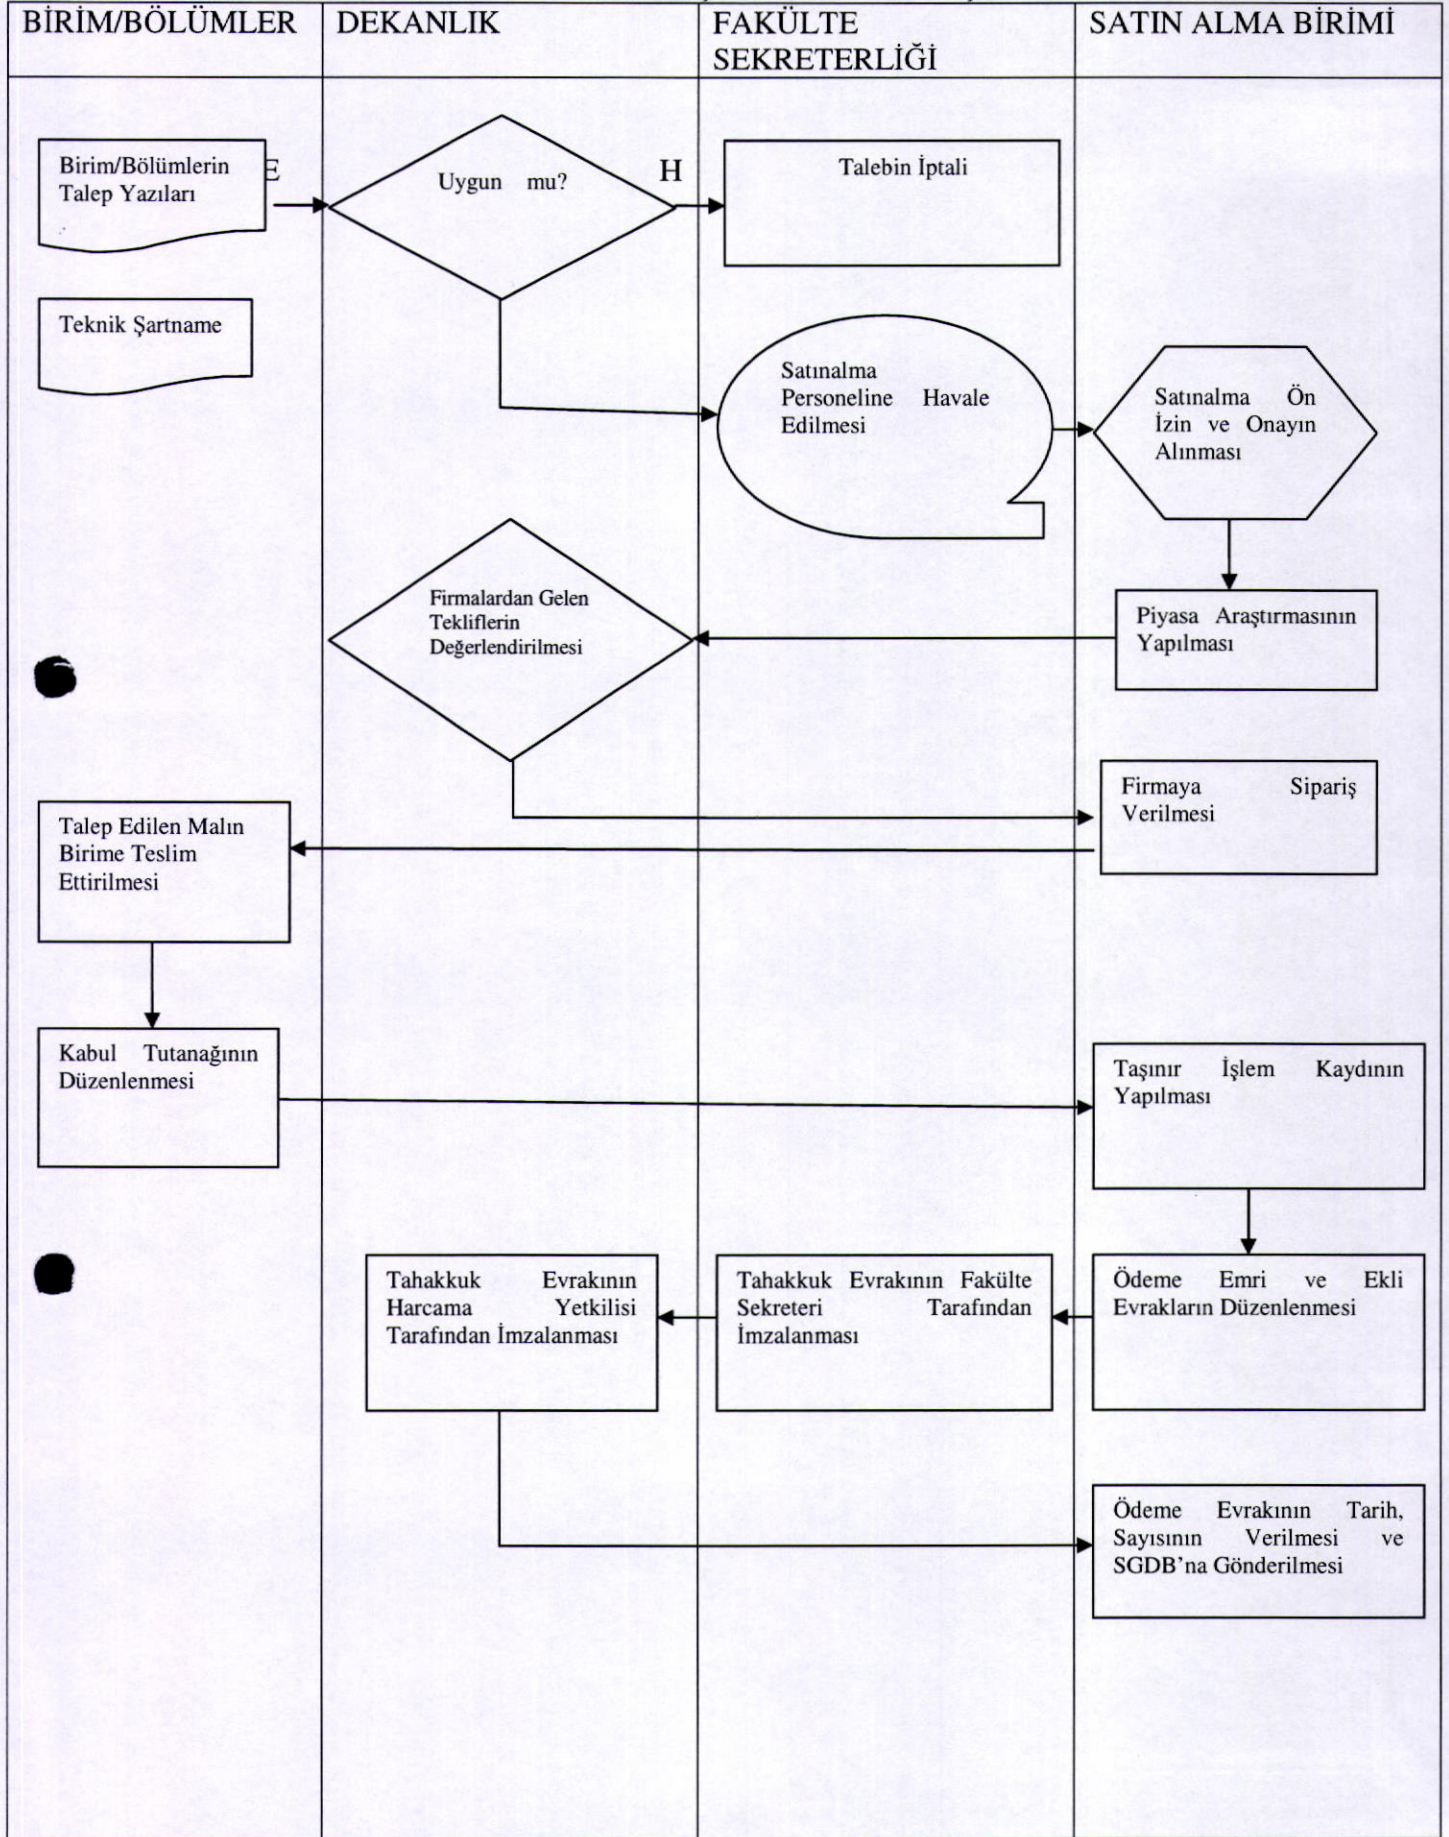 BİRİM/BÖLÜMLER
DEKANLIK
FAKÜLTE
SEKRETERLİĞİ
SATIN ALMA BİRİMİ
Birim/Bölümlerin
Talep Yazıları
E
Uygun mu?
H
Talebin İptali
Teknik Şartname
Satınalma
Personeline Havale
Edilmesi
Satınalma Ön
İzin ve Onayın
Alınması
Firmalardan Gelen
Tekliflerin
Değerlendirilmesi
Piyasa Araştırmasının
Yapılması
Firmaya Sipariş
Verilmesi
Talep Edilen Malın
Birime Teslim
Ettirilmesi
Kabul Tutanağının
Düzenlenmesi
Taşınır İşlem Kaydının
Yapılması
Tahakkuk Evrakının
Harcama Yetkilisi
Tarafından İmzalanması
Tahakkuk Evrakının Fakülte
Sekreteri Tarafından
İmzalanması
Ödeme Emri ve Ekli
Evrakların Düzenlenmesi
Ödeme Evrakının Tarih,
Sayısının Verilmesi ve
SGDB'na Gönderilmesi